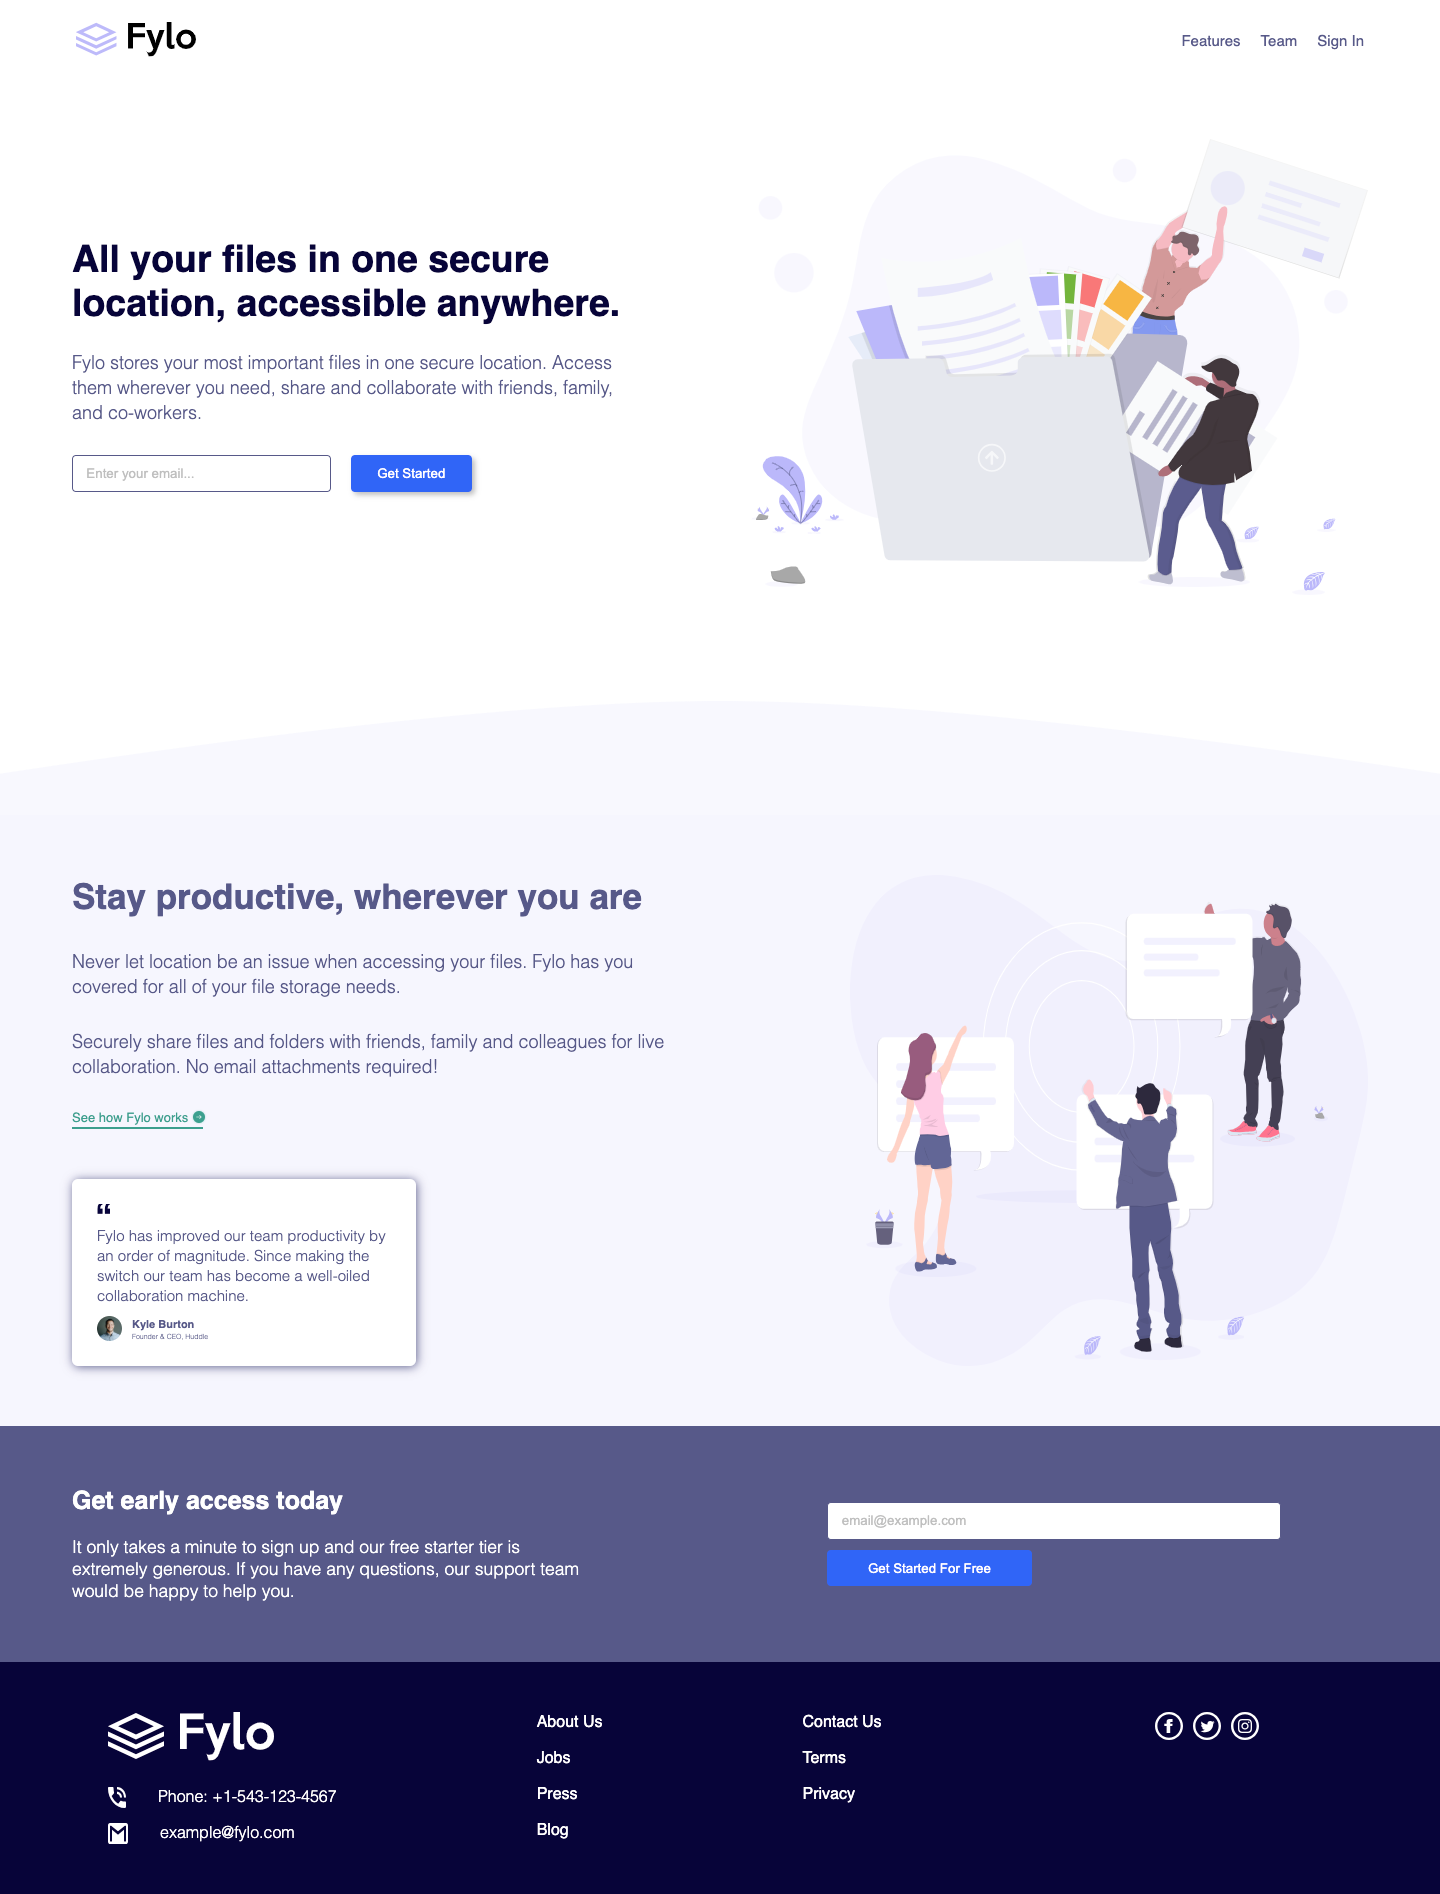 Fylo
Features Team Sign In
All your files in one secure
location, accessible anywhere.
Fylo stores your most important files in one secure location. Access
them wherever you need, share and collaborate with friends, family,
and co-workers.
Enter your email... Get Started
Stay productive, wherever you are
Never let location be an issue when accessing your files. Fylo has you
covered for all of your file storage needs.
Securely share files and folders with friends, family and colleagues for live
collaboration. No email attachments required!
See how Fylo works
“
Fylo has improved our team productivity by
an order of magnitude. Since making the
switch our team has become a well-oiled
collaboration machine.
Kyle Burton
Founder & CEO, Huddle
Get early access today
It only takes a minute to sign up and our free starter tier is
extremely generous. If you have any questions, our support team
would be happy to help you.
email@example.com
Get Started For Free
Fylo
Phone: +1-543-123-4567
example@fylo.com
About Us
Jobs
Press
Blog
Contact Us
Terms
Privacy